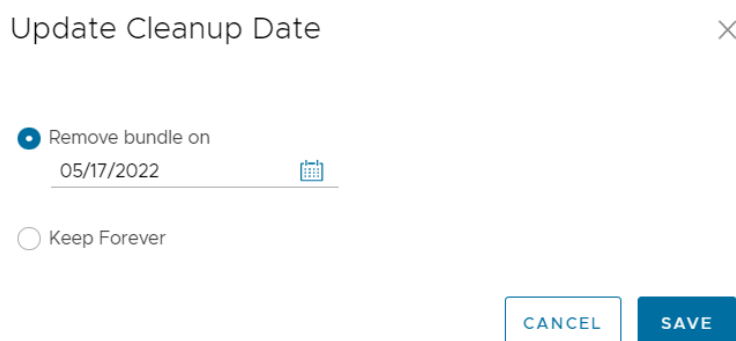 Update Cleanup Date
Remove bundle on
05/17/2022
Keep Forever
CANCEL SAVE